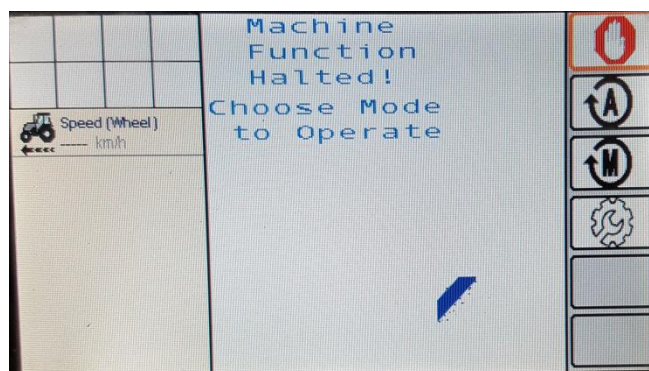 Machine
Function
Halted!
Choose Mode
to Operate
Speed (Wheel)
----- km/h
A
M